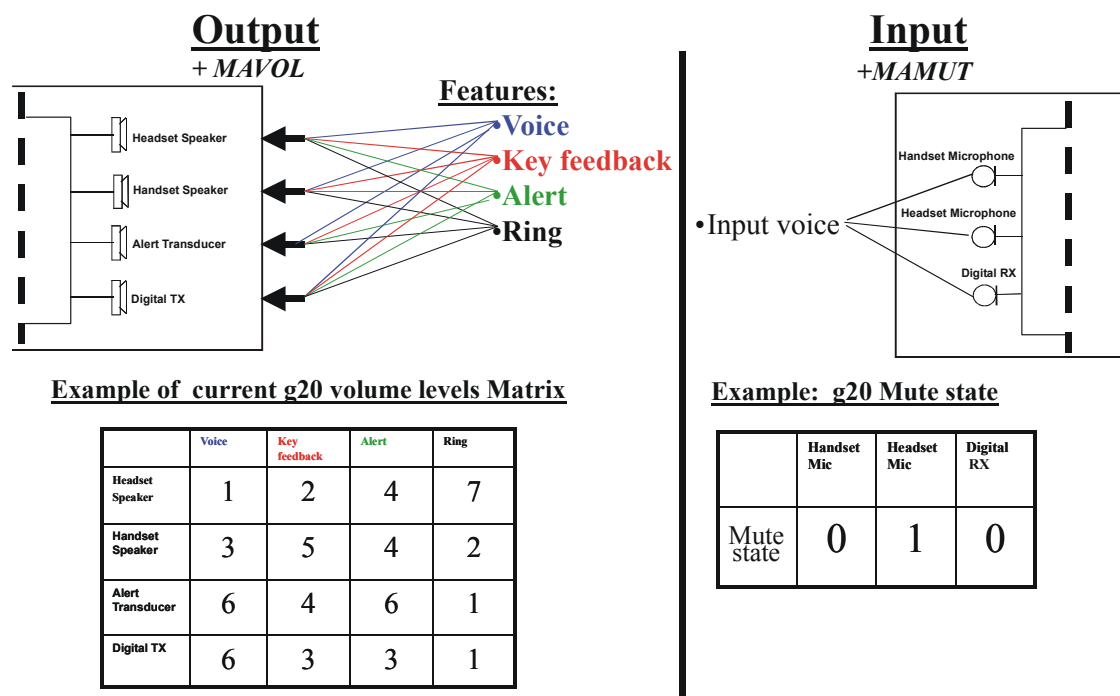 Output
+ MAVOL
Headset Speaker
Handset Speaker
Alert Transducer
Digital TX
Features:
•Voice
•Key feedback
•Alert
•Ring
Example of current g20 volume levels Matrix
Voice
Key
feedback
Alert
Ring
Headset
Speaker
1 2 4 7
Handset
Speaker
3 5 4 2
Alert
Transducer
6 4 6 1
Digital TX
6 3 3 1
Input
+MAMUT
•Input voice
Handset Microphone
Headset Microphone
Digital RX
Example: g20 Mute state
Handset
Mic
Headset
Mic
Digital
RX
Mute
state
0 1 0